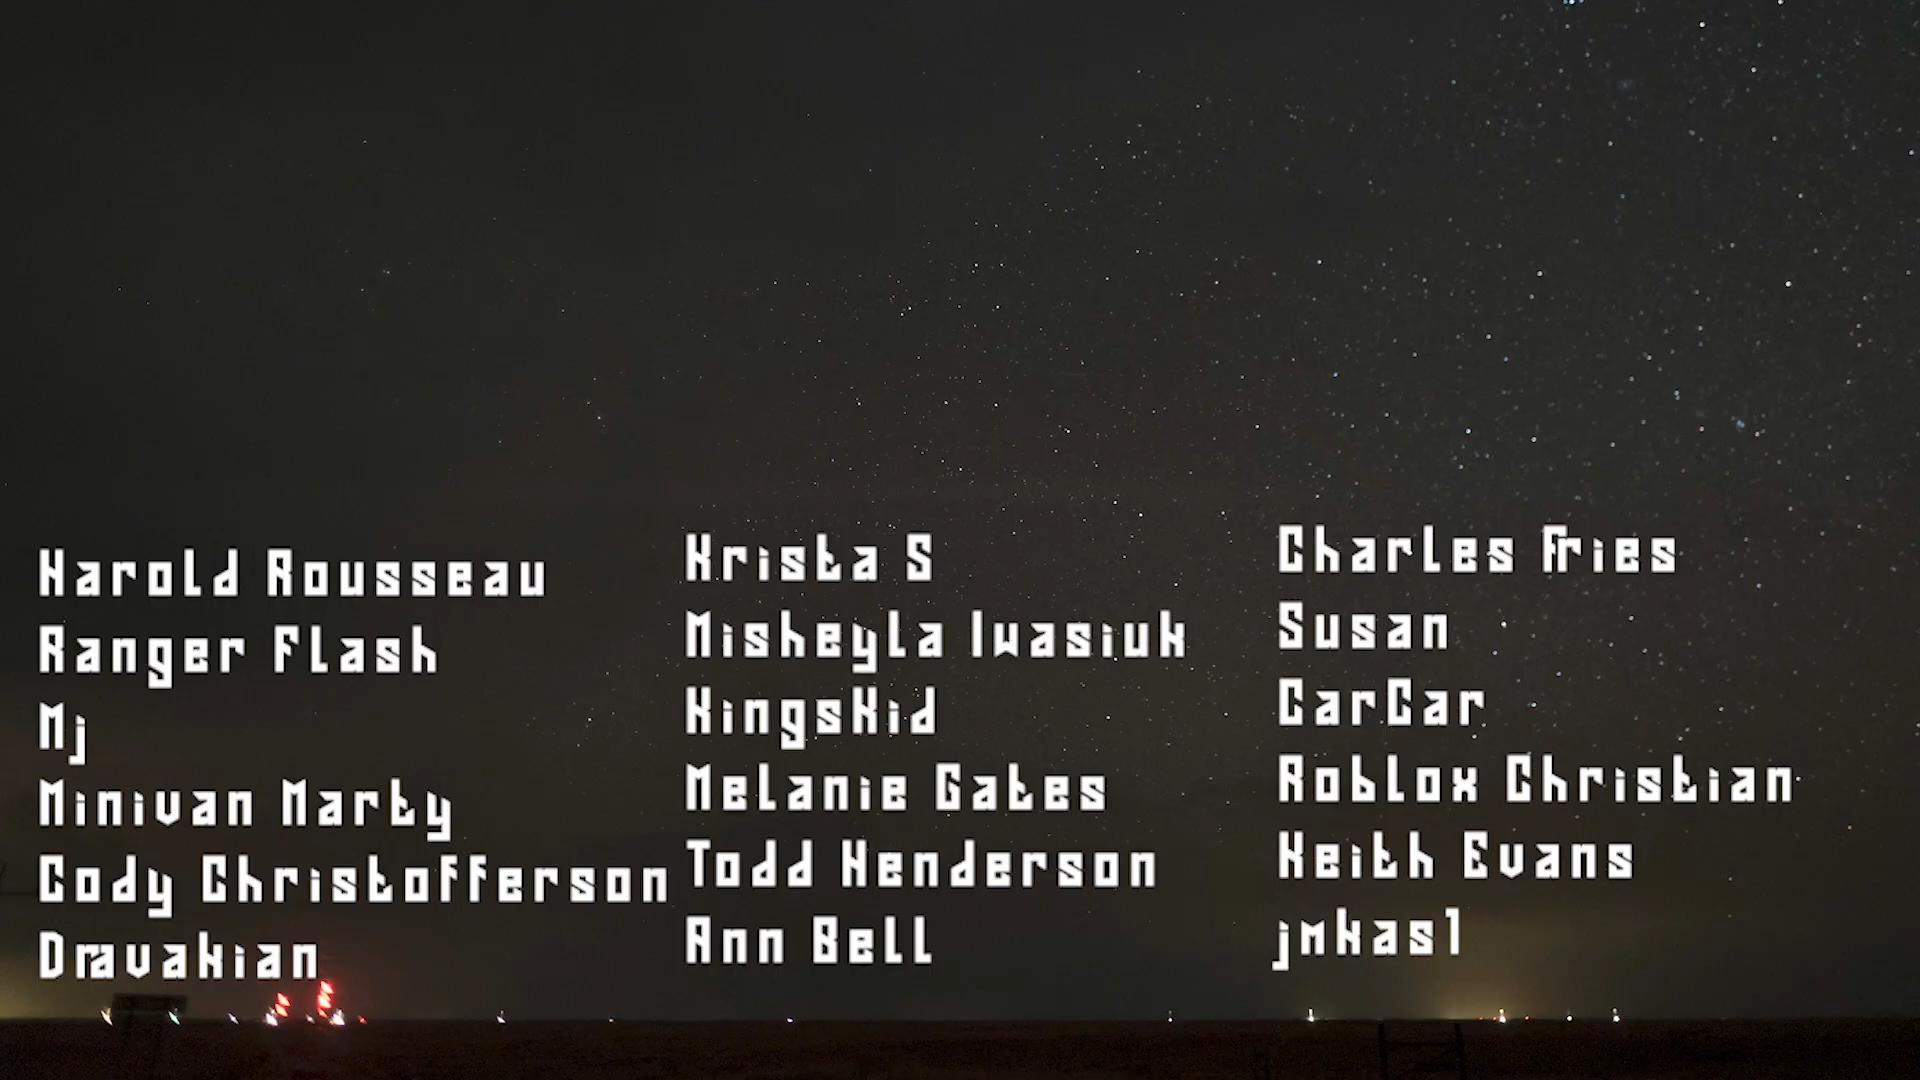 Harold Rousseau
Ranger Flash
Mj
Minivan Marty
Cody Christofferson
Dravakian
Krista S
Misheyla Iwasiuk
KingsKid
Melanie Gates
Todd Henderson
Ann Bell
Charles Fries
Susan
CarCar
Roblox Christian
Keith Evans
jmkas1